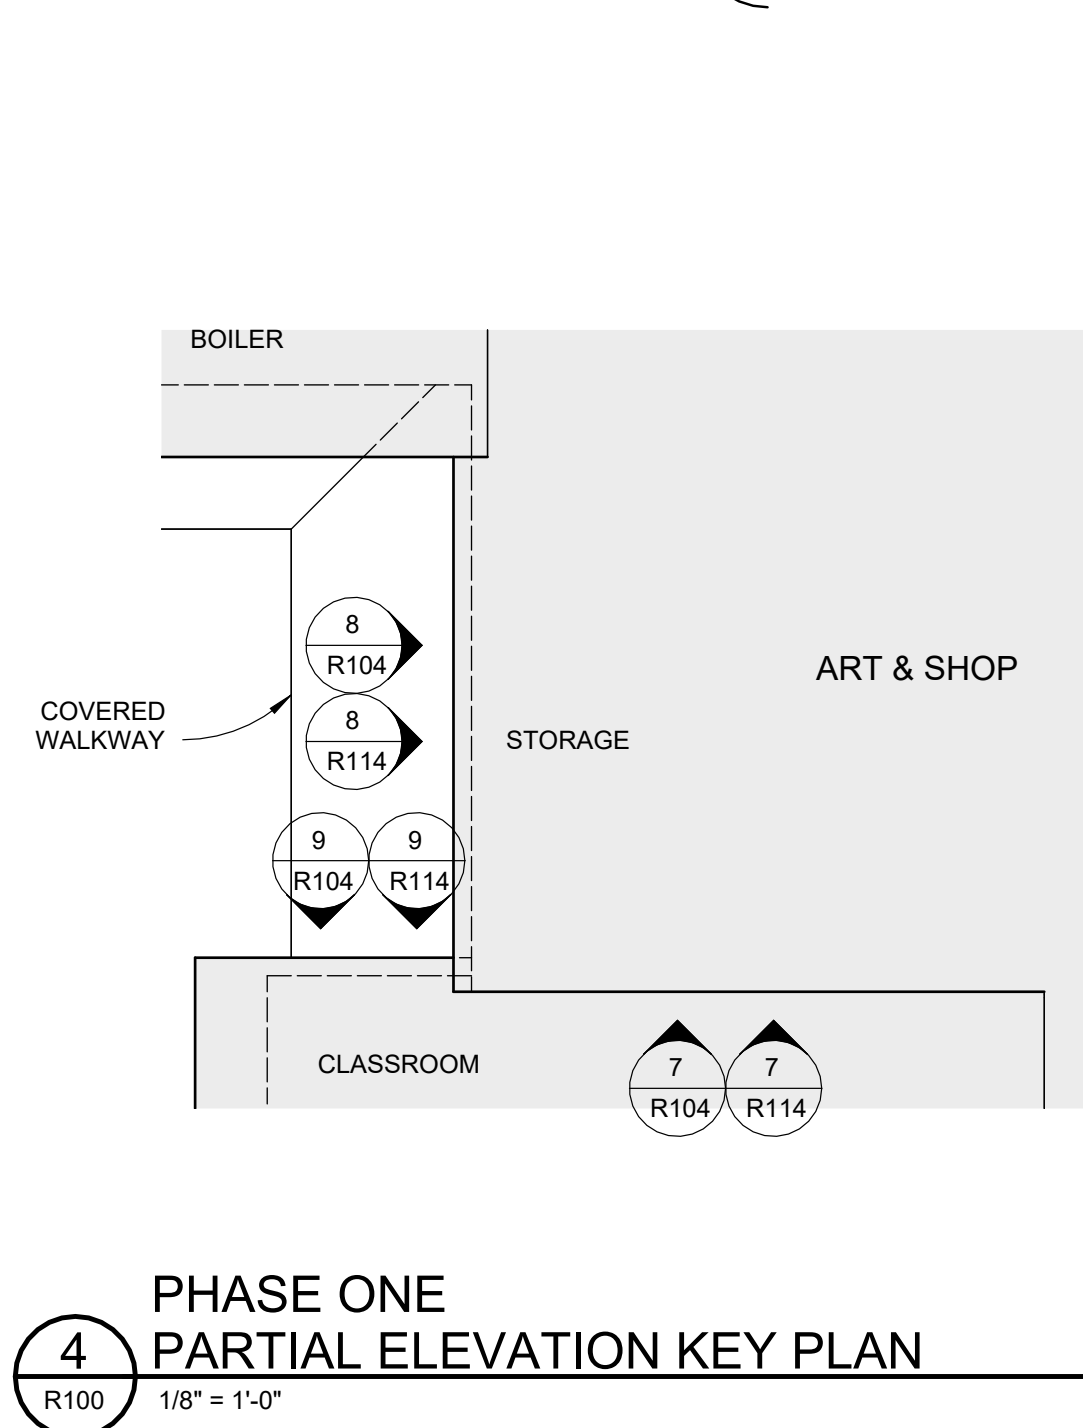 BOILER
8
R104
ART & SHOP
COVERED
WALKWAY
8
R114
STORAGE
9
R104
9
R114
CLASSROOM
7
R104
7
R114
PHASE ONE
4
PARTIAL ELEVATION KEY PLAN
R100
1/8" = 1'-0"